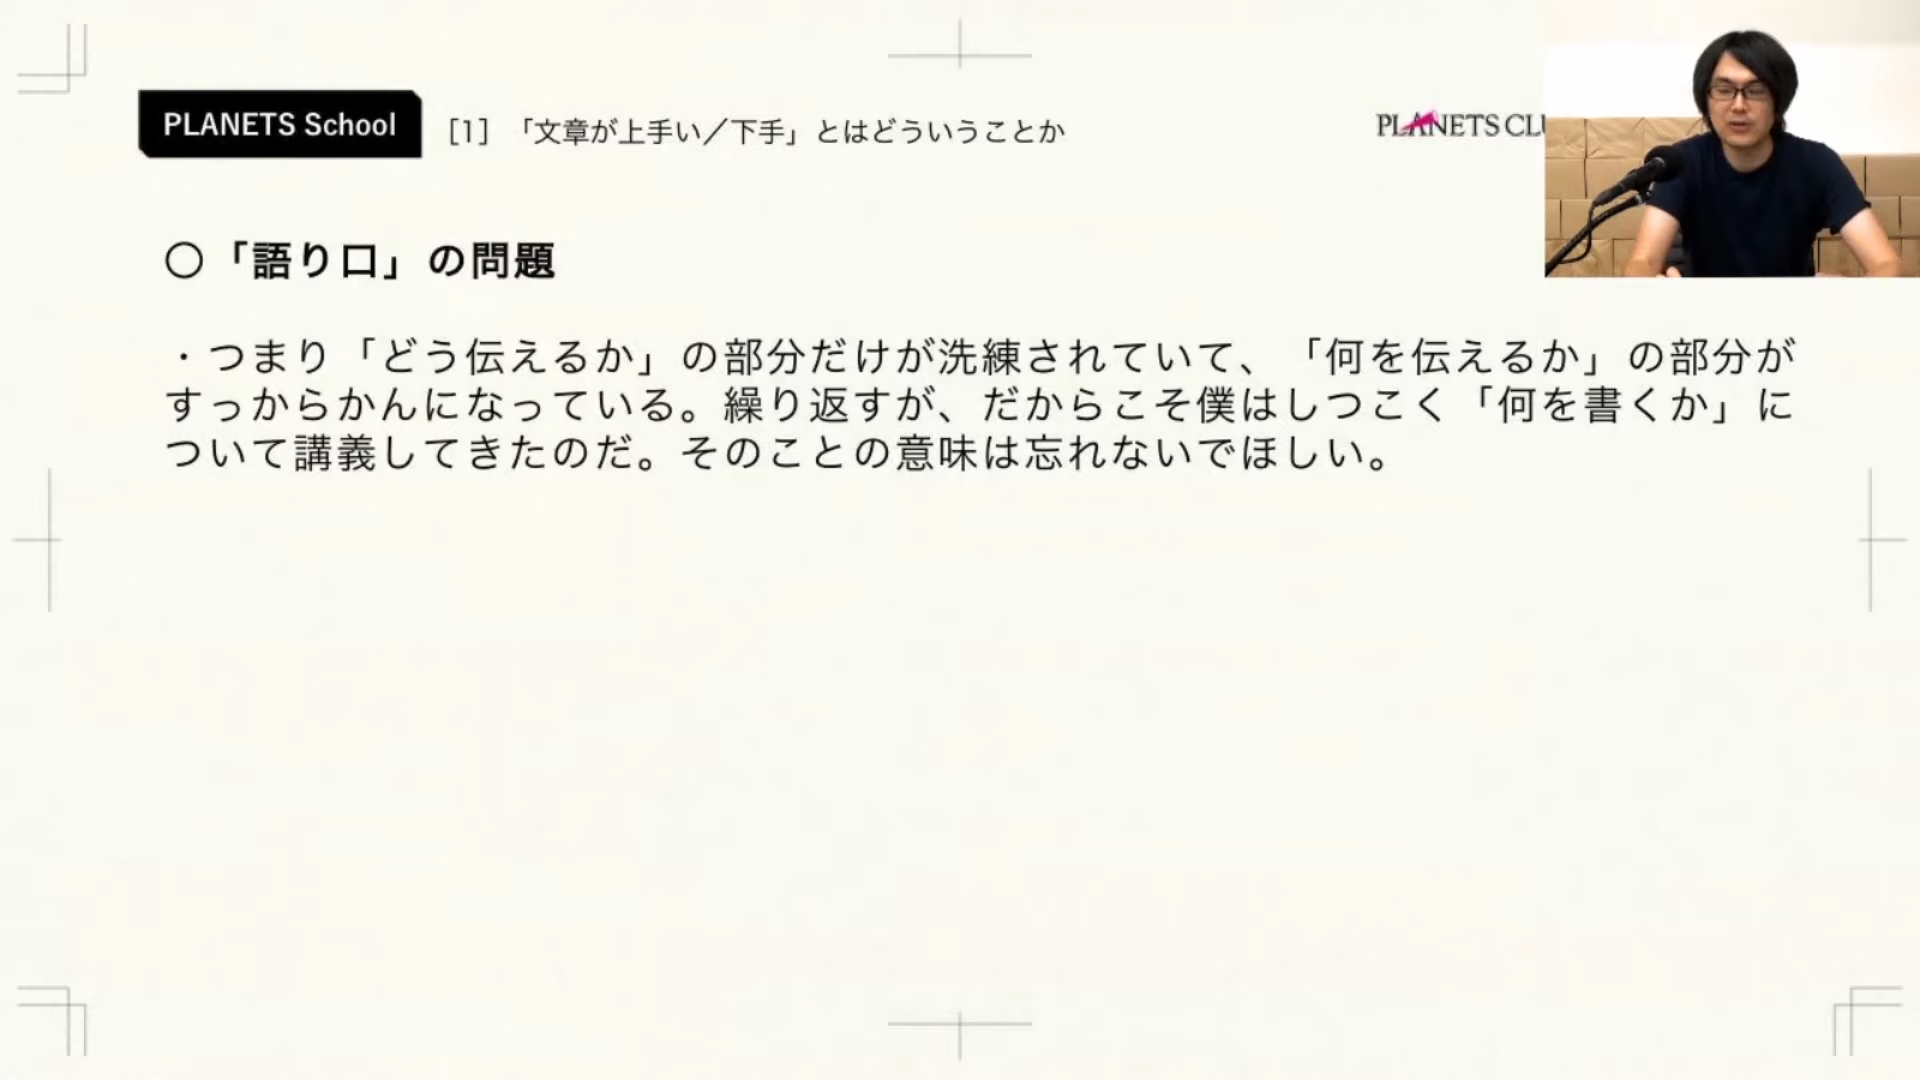 PLANETS School
[1] 「文章が上手い／下手」とはどういうことか
PLANETS CLU
○「語り口」の問題
・つまり「どう伝えるか」の部分だけが洗練されていて、「何を伝えるか」の部分が
すっからかんになっている。繰り返すが、だからこそ僕はしつこく「何を書くか」に
ついて講義してきたのだ。そのことの意味は忘れないでほしい。